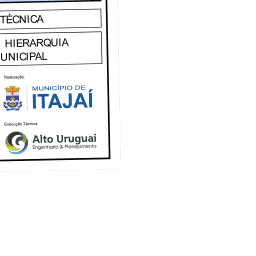 TÉCNICA
HIERARQUIA
UNICIPAL
Realização:
MUNICÍPIO DE
ITAJAÍ
Execução Técnica:
Alto Uruguai
Engenharia & Planejamento